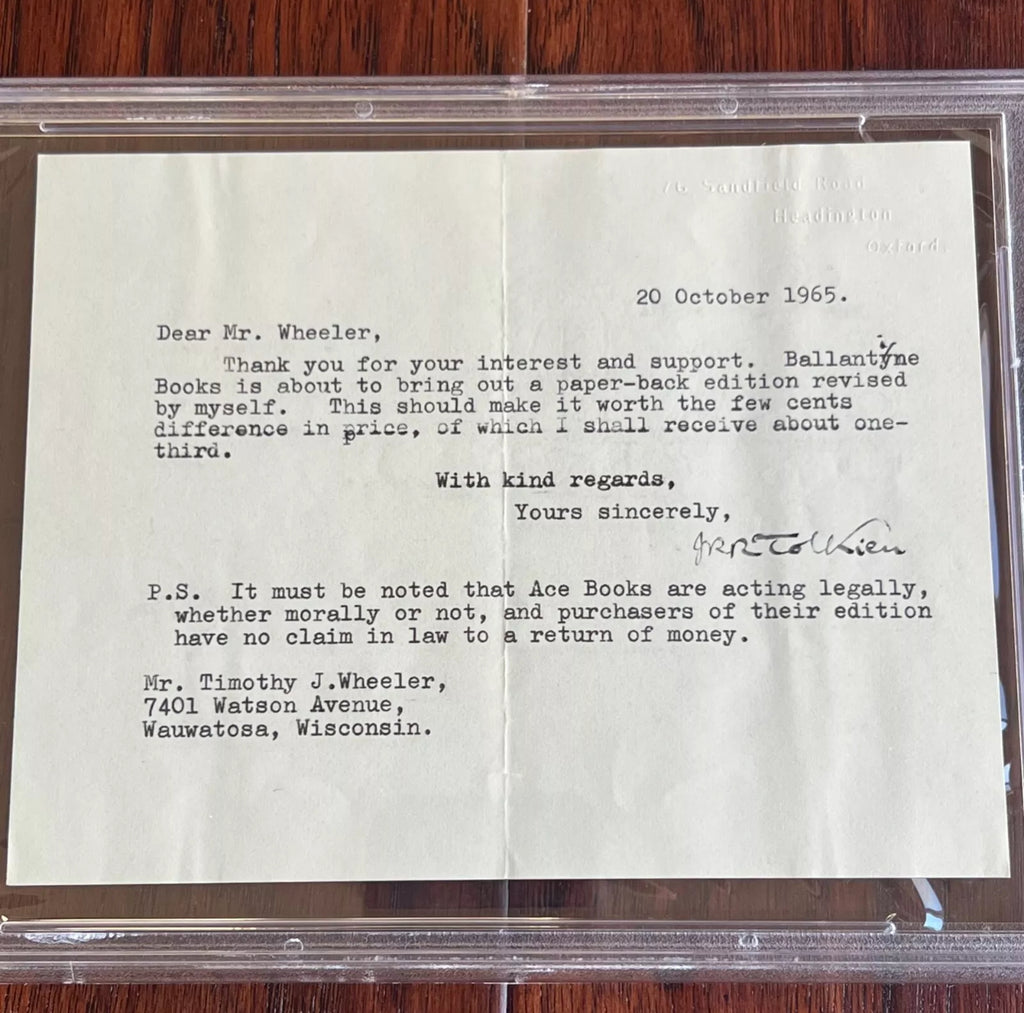 76 Sandfield Road
Headington
Oxford.
20 October 1965.
Dear Mr. Wheeler,
Thank you for your interest and support. Ballantyne
Books is about to bring out a paper-back edition revised
by myself. This should make it worth the few cents
difference in price, of which I shall receive about one-
third.
With kind regards,
Yours sincerely,
JRRTolkien
P.S. It must be noted that Ace Books are acting legally,
whether morally or not, and purchasers of their edition
have no claim in law to a return of money.
Mr. Timothy J.Wheeler,
7401 Watson Avenue,
Wauwatosa, Wisconsin.